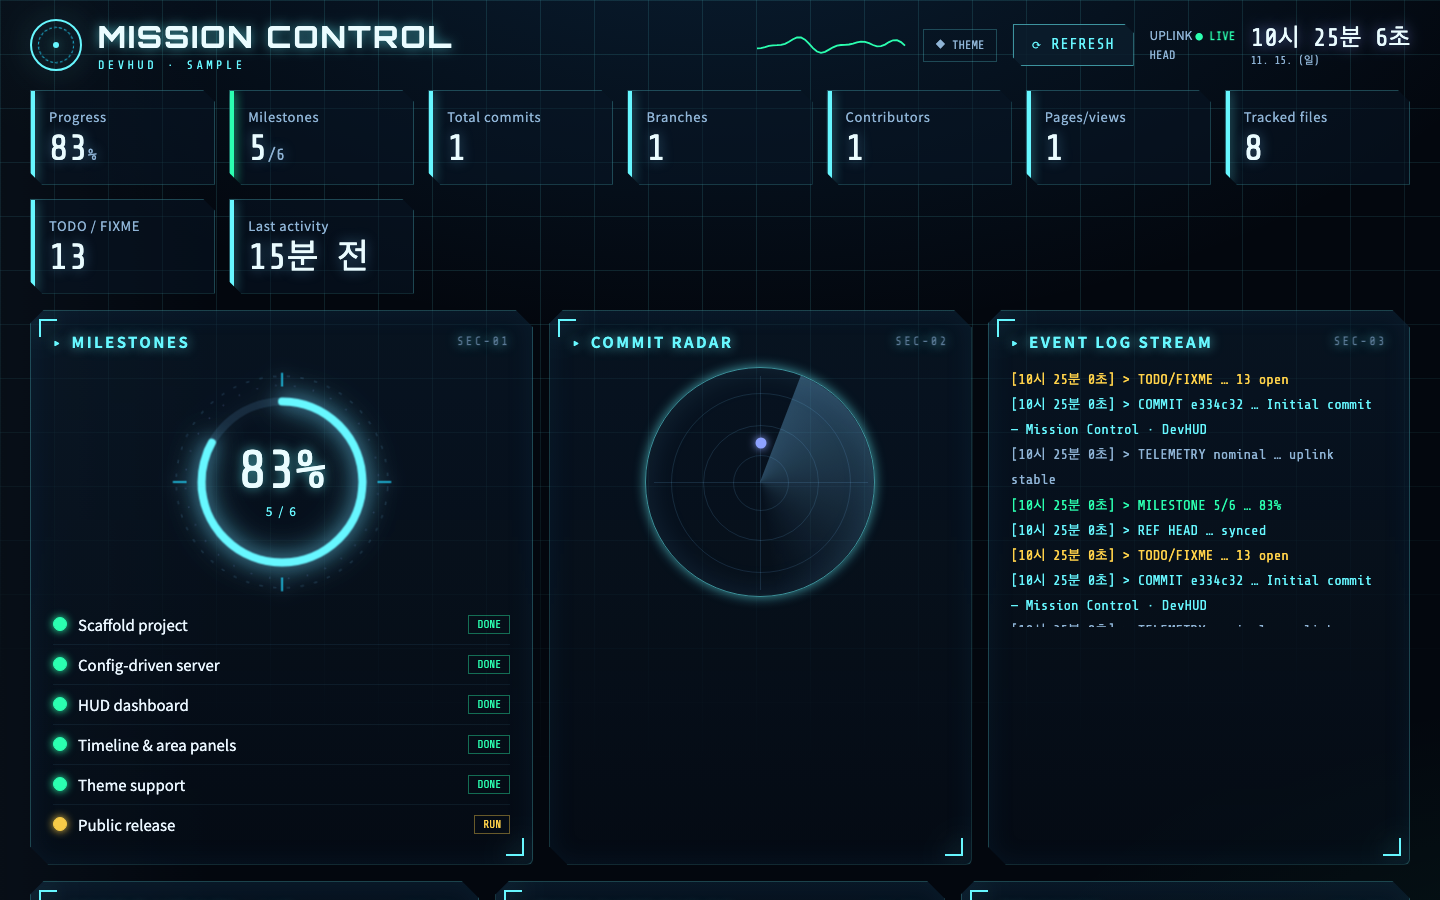 MISSION CONTROL
DEVHUD · SAMPLE
◆ THEME
⟳ REFRESH
UPLINK ● LIVE
HEAD
10시 25분 6초
11. 15. (일)
Progress
83%
Milestones
5/6
Total commits
1
Branches
1
Contributors
1
Pages/views
1
Tracked files
8
TODO / FIXME
13
Last activity
15분 전
▸ MILESTONES
SEC-01
83%
5 / 6
Scaffold project
DONE
Config-driven server
DONE
HUD dashboard
DONE
Timeline & area panels
DONE
Theme support
DONE
Public release
RUN
▸ COMMIT RADAR
SEC-02
▸ EVENT LOG STREAM
SEC-03
[10시 25분 0초] > TODO/FIXME … 13 open
[10시 25분 0초] > COMMIT e334c32 … Initial commit
— Mission Control · DevHUD
[10시 25분 0초] > TELEMETRY nominal … uplink
stable
[10시 25분 0초] > MILESTONE 5/6 … 83%
[10시 25분 0초] > REF HEAD … synced
[10시 25분 0초] > TODO/FIXME … 13 open
[10시 25분 0초] > COMMIT e334c32 … Initial commit
— Mission Control · DevHUD